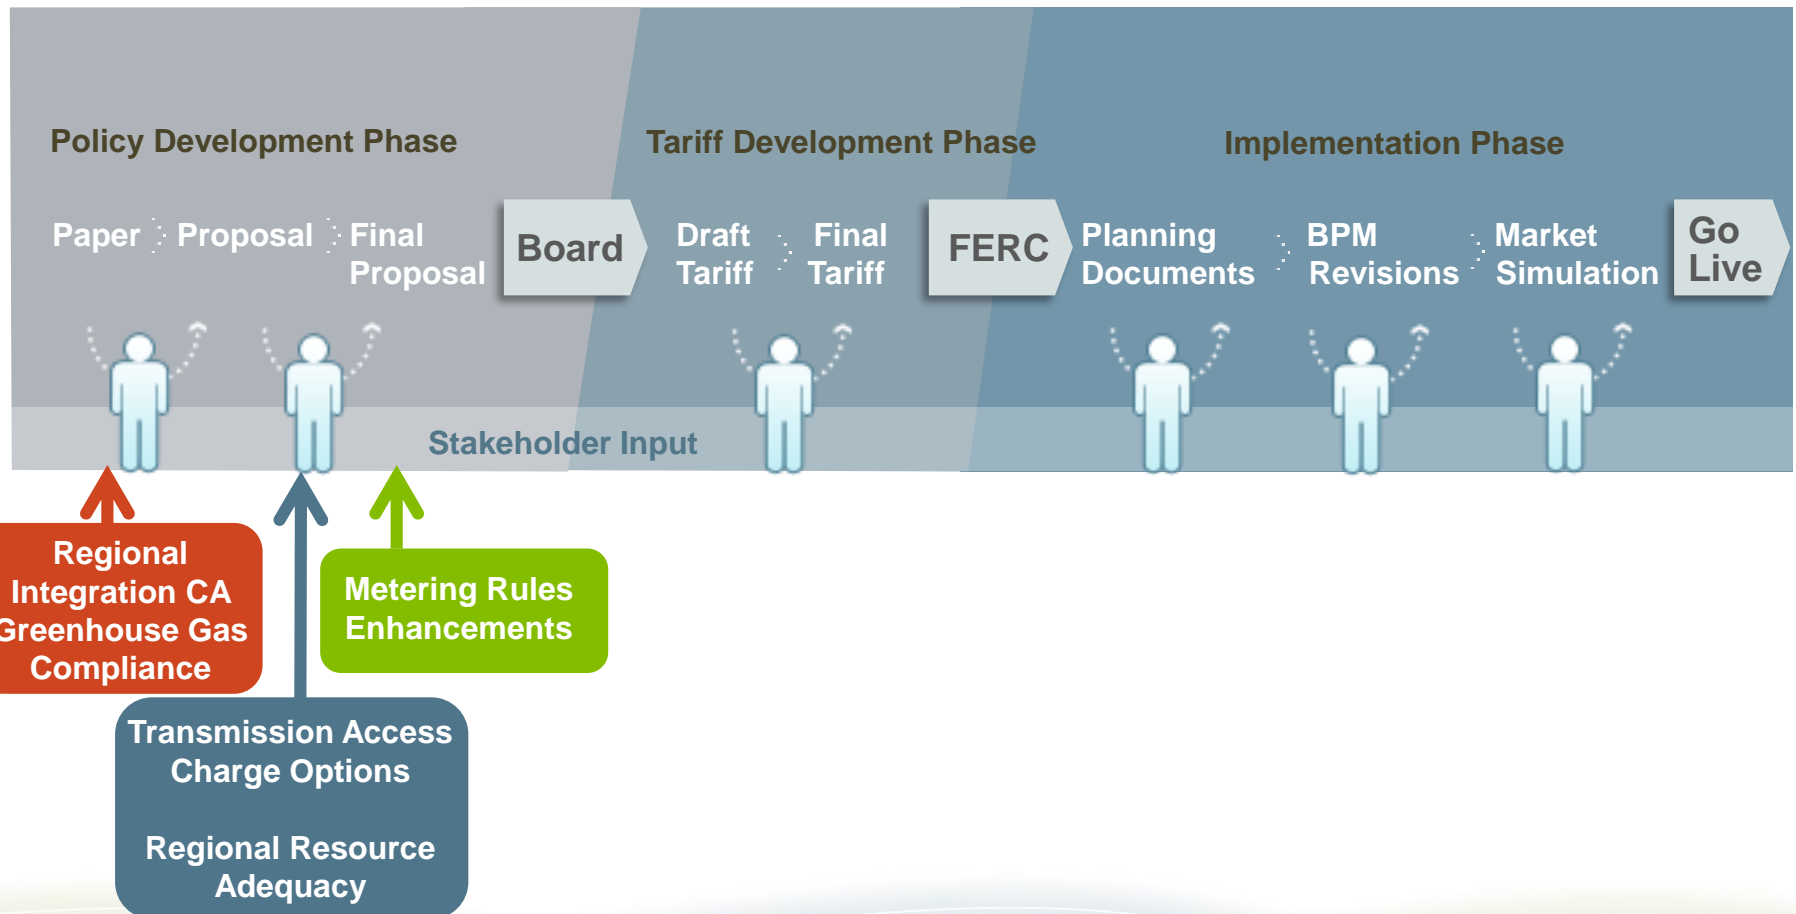 Policy Development Phase
Tariff Development Phase
Implementation Phase
Paper
Proposal
Final
Proposal
Board
Draft
Tariff
Final
Tariff
FERC
Planning
Documents
BPM
Revisions
Market
Simulation
Go
Live
Stakeholder Input
Regional
Integration CA
Greenhouse Gas
Compliance
Metering Rules
Enhancements
Transmission Access
Charge Options
Regional Resource
Adequacy